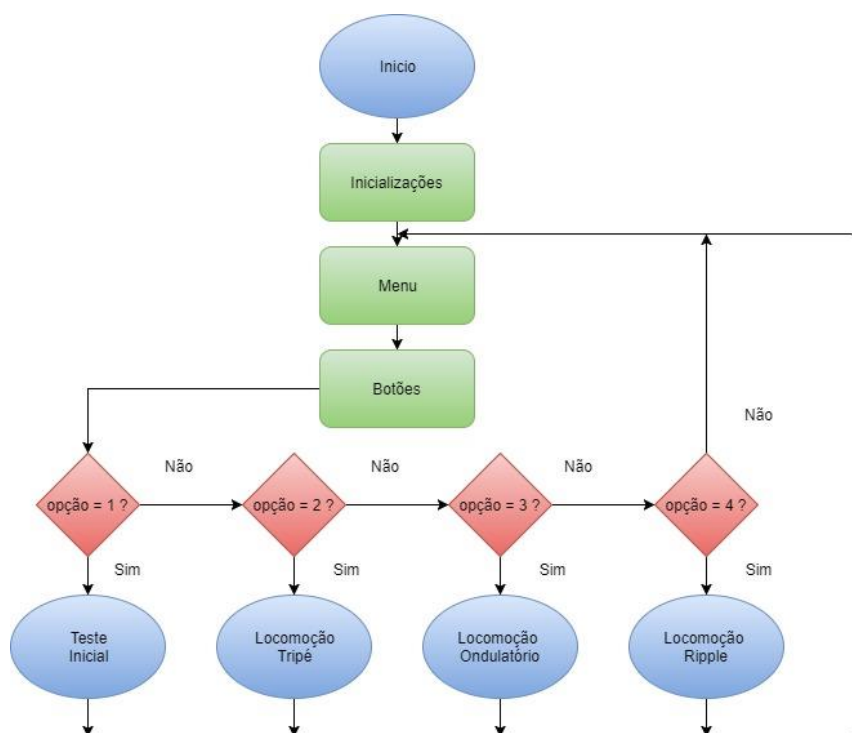 Inicio
Inicializações
Menu
Botões
Não
Não
Não
Não
opção = 1 ?
opção = 2 ?
opção = 3 ?
opção = 4 ?
Sim
Sim
Sim
Sim
Teste
Inicial
Locomoção
Tripé
Locomoção
Ondulatório
Locomoção
Ripple